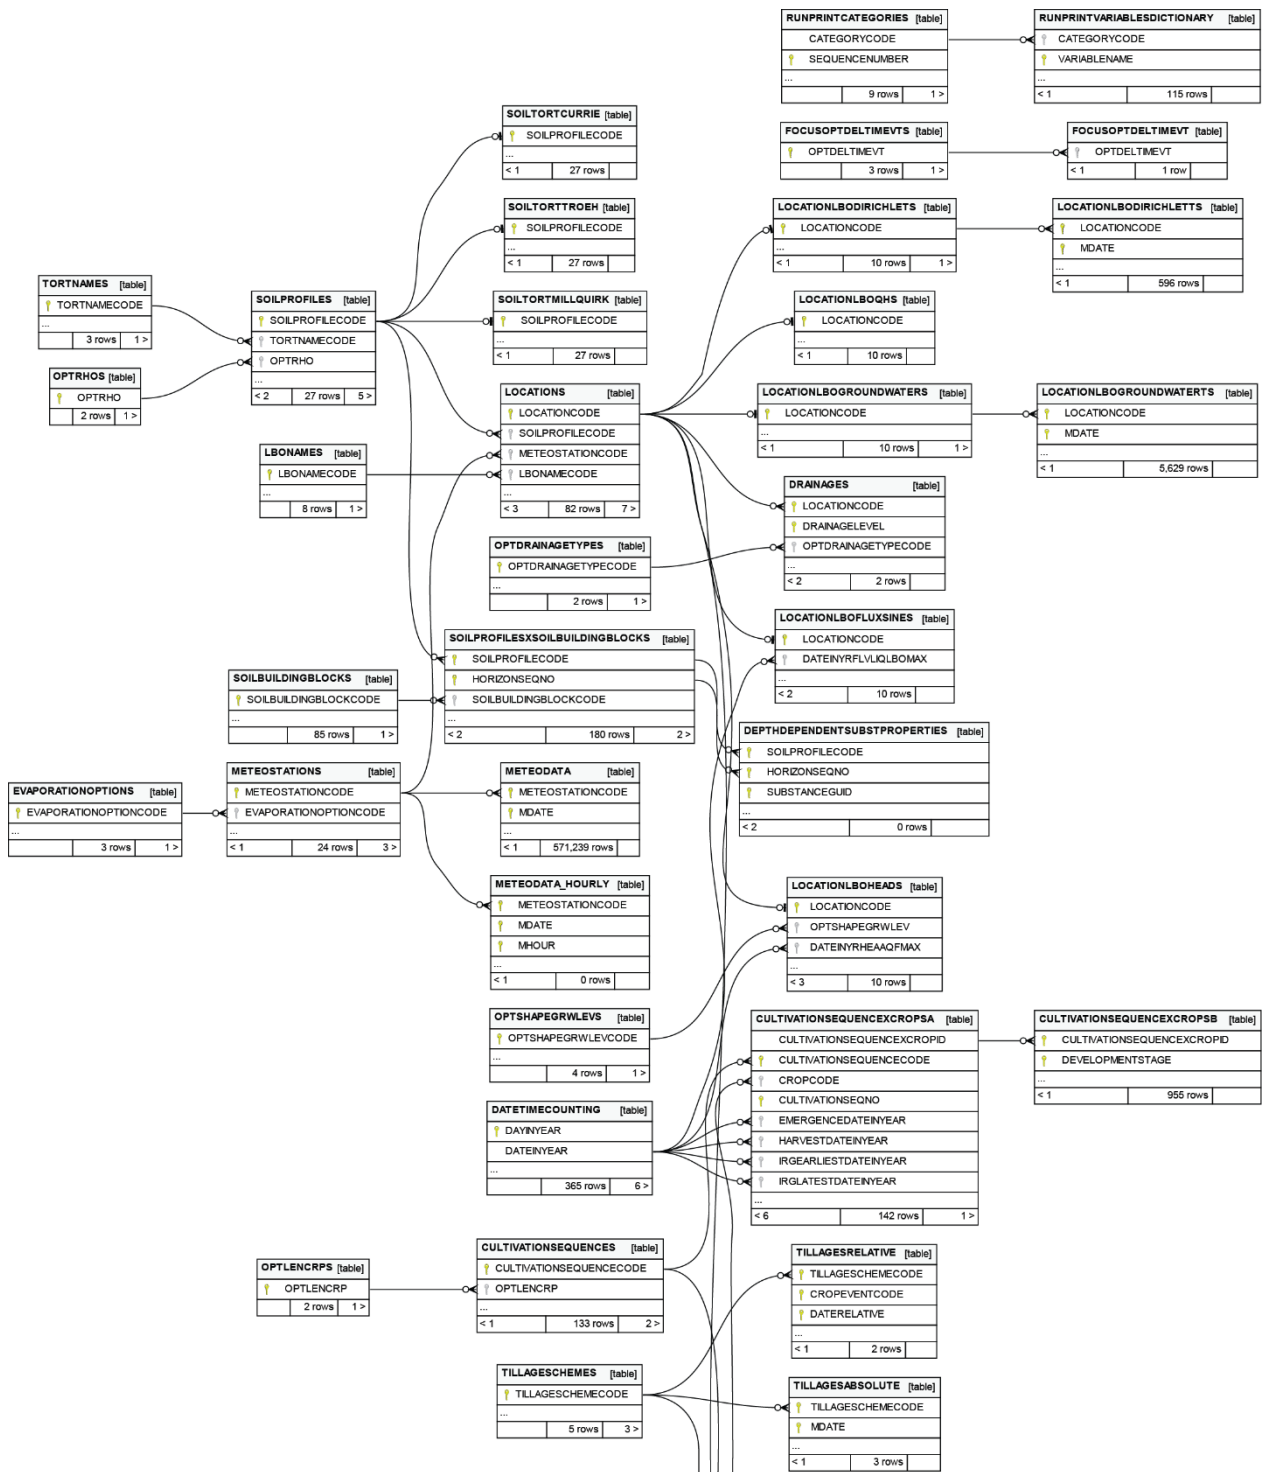 RUNPRINTCATEGORIES [table]
CATEGORYCODE
SEQUENCENUMBER
...
9 rows 1 >
RUNPRINTVARIABLESDICTIONARY [table]
CATEGORYCODE
VARIABLENAME
...
< 1 115 rows
SOILTORTCURRIE [table]
SOILPROFILECODE
...
< 1 27 rows
FOCUSOPTDELTIMEVTS [table]
OPTDELTIMEVT
3 rows 1 >
FOCUSOPTDELTIMEVT [table]
OPTDELTIMEVT
< 1 1 row
SOILTORTTROEH [table]
SOILPROFILECODE
...
< 1 27 rows
LOCATIONLBODIRICHLETS [table]
LOCATIONCODE
...
< 1 10 rows 1 >
LOCATIONLBODIRICHLETTS [table]
LOCATIONCODE
MDATE
...
< 1 596 rows
TORTNAMES [table]
TORTNAMECODE
...
3 rows 1 >
SOILPROFILES [table]
SOILPROFILECODE
TORTNAMECODE
OPTRHO
...
< 2 27 rows 5 >
SOILTORTMILLQUIRK [table]
SOILPROFILECODE
...
< 1 27 rows
LOCATIONLBOQHS [table]
LOCATIONCODE
...
< 1 10 rows
OPTRHOS [table]
OPTRHO
2 rows 1 >
LOCATIONS [table]
LOCATIONCODE
SOILPROFILECODE
METEOSTATIONCODE
LBONAMECODE
...
< 3 82 rows 7 >
LOCATIONLBOGROUNDWATERS [table]
LOCATIONCODE
...
< 1 10 rows 1 >
LOCATIONLBOGROUNDWATERTS [table]
LOCATIONCODE
MDATE
...
< 1 5,629 rows
LBONAMES [table]
LBONAMECODE
...
8 rows 1 >
DRAINAGES [table]
LOCATIONCODE
DRAINAGELEVEL
OPTDRAINAGETYPECODE
...
< 2 2 rows
OPTDRAINAGETYPES [table]
OPTDRAINAGETYPECODE
...
2 rows 1 >
LOCATIONLBOFLUXSINES [table]
LOCATIONCODE
DATEINYRFLVLIQLBOMAX
...
< 2 10 rows
SOILPROFILESXSOILBUILDINGBLOCKS [table]
SOILPROFILECODE
HORIZONSEQNO
SOILBUILDINGBLOCKCODE
...
< 2 180 rows 2 >
SOILBUILDINGBLOCKS [table]
SOILBUILDINGBLOCKCODE
...
85 rows 1 >
DEPTHDEPENDENTSUBSTPROPERTIES [table]
SOILPROFILECODE
HORIZONSEQNO
SUBSTANCEGUID
...
< 2 0 rows
EVAPORATIONOPTIONS [table]
EVAPORATIONOPTIONCODE
...
3 rows 1 >
METEOSTATIONS [table]
METEOSTATIONCODE
EVAPORATIONOPTIONCODE
...
< 1 24 rows 3 >
METEODATA [table]
METEOSTATIONCODE
MDATE
...
< 1 571,239 rows
METEODATA_HOURLY [table]
METEOSTATIONCODE
MDATE
MHOUR
...
< 1 0 rows
LOCATIONLBOHEADS [table]
LOCATIONCODE
OPTSHAPEGRWLEV
DATEINYRHEAAQFMAX
...
< 3 10 rows
OPTSHAPEGRWLEVS [table]
OPTSHAPEGRWLEVCODE
...
4 rows 1 >
CULTIVATIONSEQUENCEXCROPSA [table]
CULTIVATIONSEQUENCEXCROPID
CULTIVATIONSEQUENCECODE
CROPCODE
CULTIVATIONSEQNO
EMERGENCEDATEINYEAR
HARVESTDATEINYEAR
IRGEARLIESTDATEINYEAR
IRGLATESTDATEINYEAR
...
< 6 142 rows 1 >
CULTIVATIONSEQUENCEXCROPSB [table]
CULTIVATIONSEQUENCEXCROPID
DEVELOPMENTSTAGE
...
< 1 955 rows
DATETIMECOUNTING [table]
DAYINYEAR
DATEINYEAR
...
365 rows 6 >
OPTLENCRPS [table]
OPTLENCRP
2 rows 1 >
CULTIVATIONSEQUENCES [table]
CULTIVATIONSEQUENCECODE
OPTLENCRP
...
< 1 133 rows 2 >
TILLAGESRELATIVE [table]
TILLAGESCHEMECODE
CROPEVENTCODE
DATERELATIVE
...
< 1 2 rows
TILLAGESCHEMES [table]
TILLAGESCHEMECODE
...
5 rows 3 >
TILLAGESABSOLUTE [table]
TILLAGESCHEMECODE
MDATE
...
< 1 3 rows